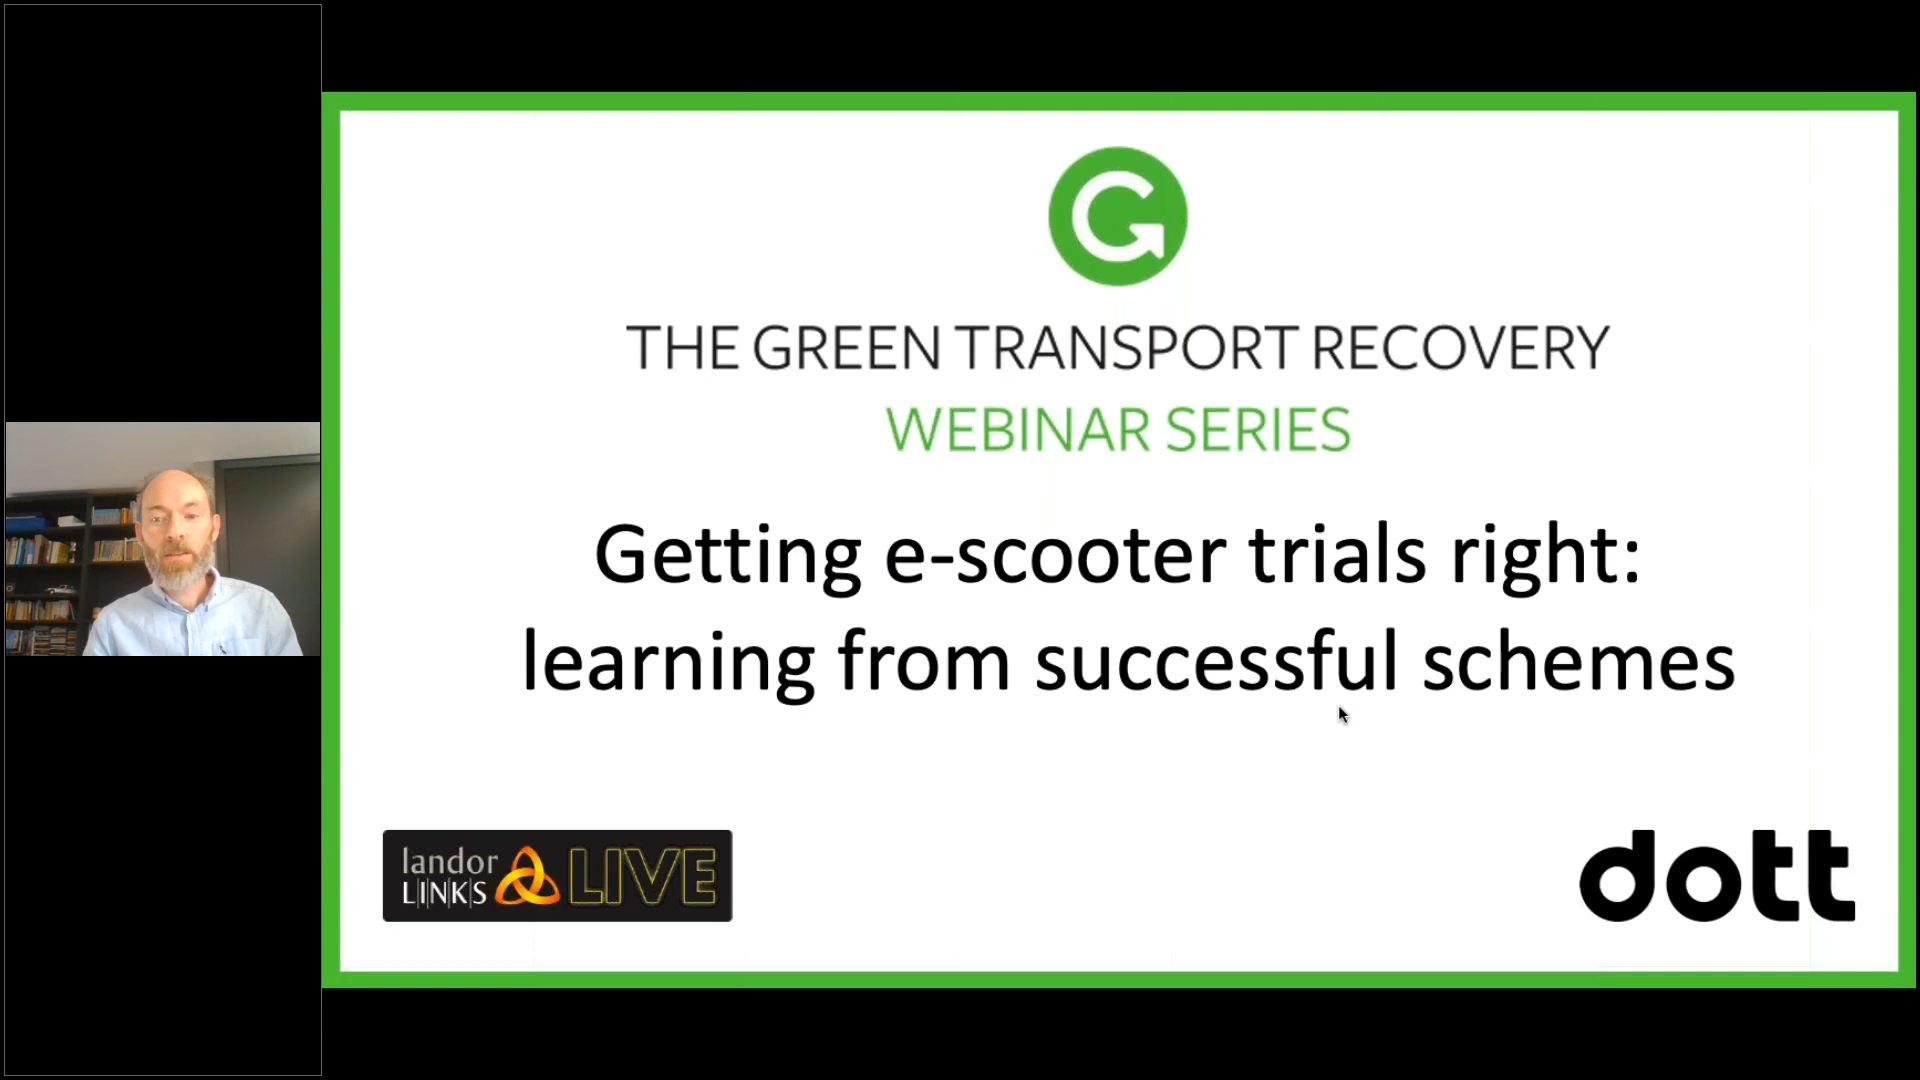 THE GREEN TRANSPORT RECOVERY
WEBINAR SERIES
Getting e-scooter trials right:
learning from successful schemes
landor
LINKS
LIVE
dott